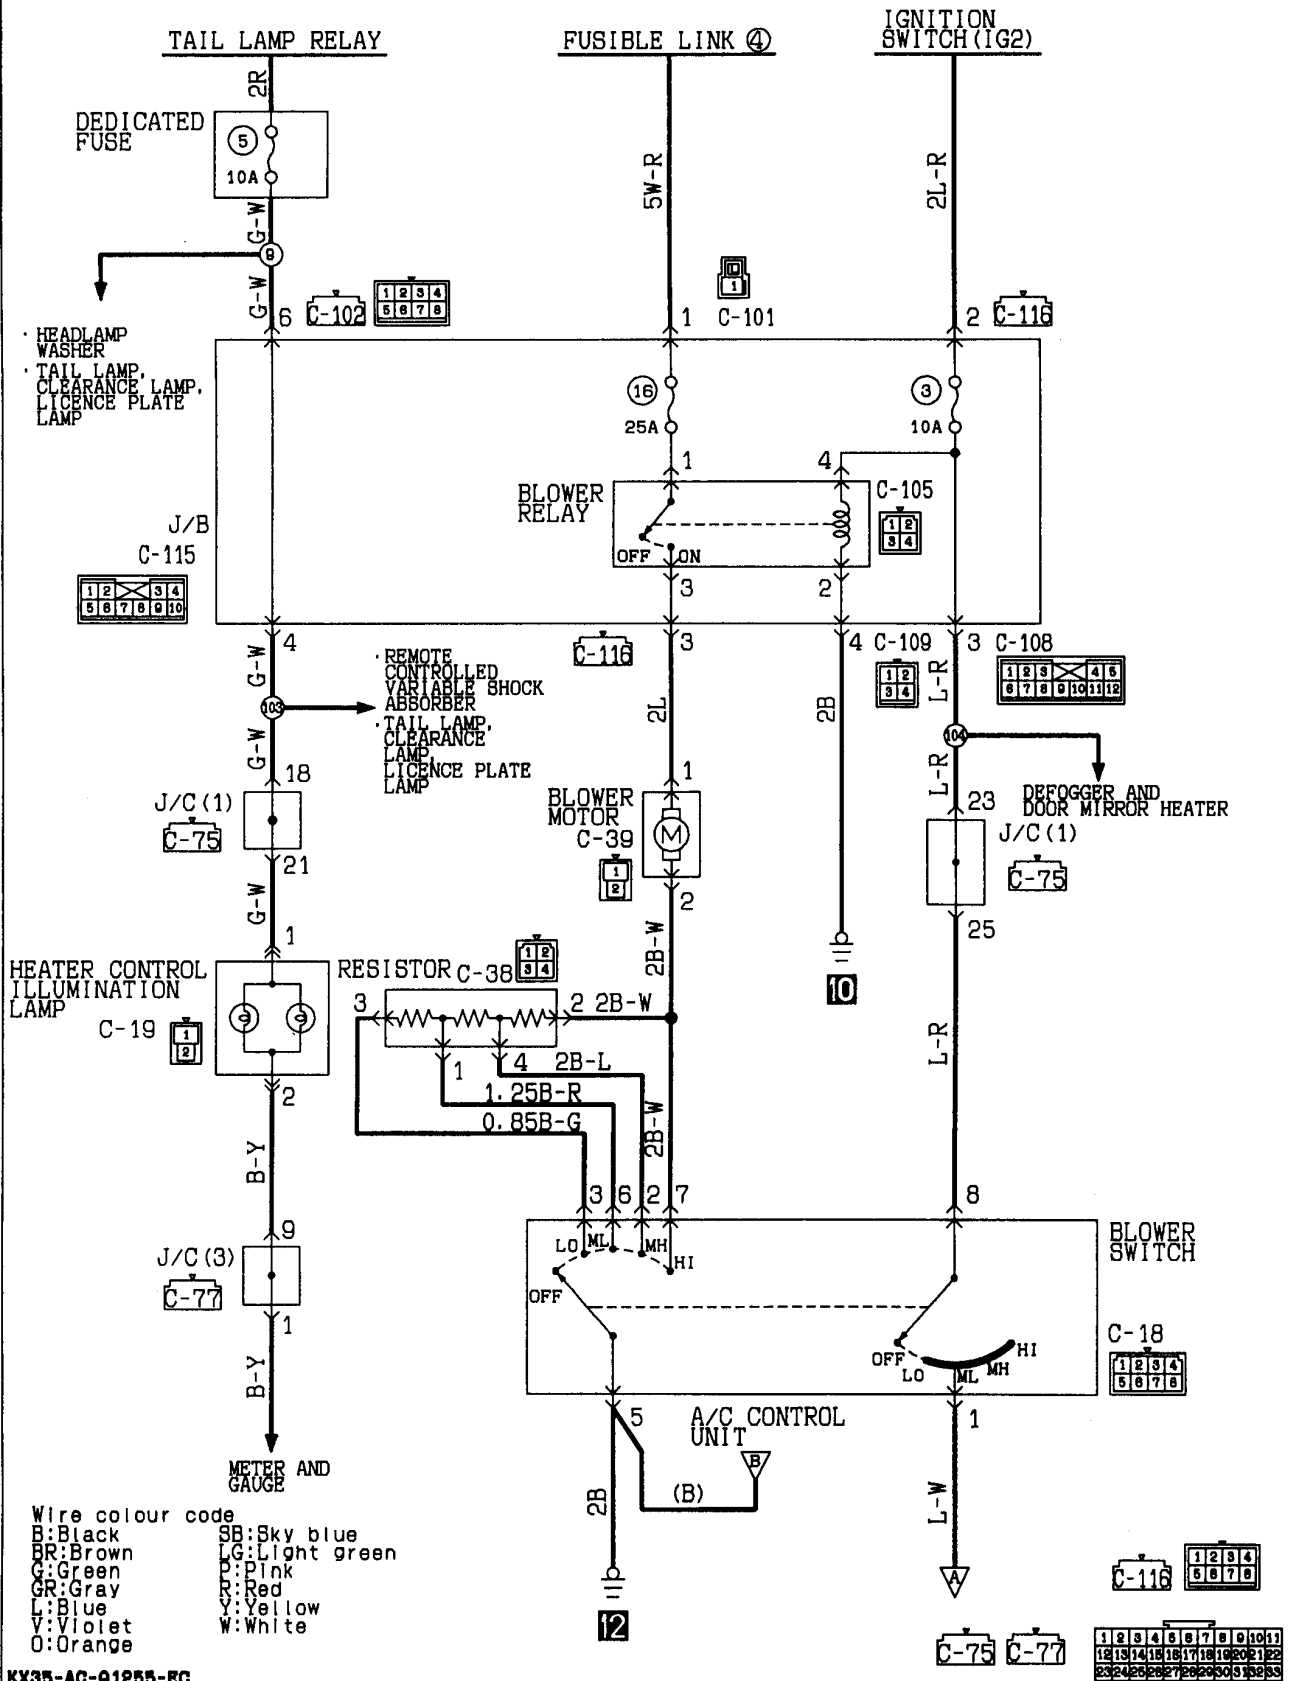 TAIL LAMP RELAY
FUSIBLE LINK ④
IGNITION
SWITCH(IG2)
2R
5W-R
2L-R
DEDICATED
FUSE
5
10A
G-W
G-W
6
C-102
1 2 3 4
5 6 7 8
1
1
C-101
2
C-116
· HEADLAMP
WASHER
· TAIL LAMP,
CLEARANCE LAMP,
LICENCE PLATE
LAMP
16
25A
3
10A
1
4
BLOWER
RELAY
OFF
ON
C-105
1 2
3 4
J/B
C-115
1 2 3 4
5 6 7 8 9 10
3
2
4
C-116
3
4
C-109
1 2
3 4
3
C-108
1 2 3 4 5
6 7 8 9 10 11 12
G-W
103
G-W
· REMOTE
CONTROLLED
VARIABLE SHOCK
ABSORBER
· TAIL LAMP,
CLEARANCE
LAMP,
LICENCE PLATE
LAMP
2L
2B
L-R
104
L-R
DEFOGGER AND
DOOR MIRROR HEATER
18
J/C(1)
C-75
21
1
BLOWER
MOTOR
C-39
1
2
M
2
23
J/C(1)
C-75
25
G-W
1
2B-W
10
HEATER CONTROL
ILLUMINATION
LAMP
C-19
1
2
2
RESISTOR
C-38
1 2
3 4
3
2
2B-W
1
4
2B-L
1.25B-R
0.85B-G
2B-W
L-R
B-Y
9
J/C(3)
C-77
1
B-Y
METER AND
GAUGE
3 6 2 7
8
LO
ML
MH
HI
OFF
OFF
LO
ML
MH
HI
BLOWER
SWITCH
C-18
1 2 3 4
5 6 7 8
5
A/C CONTROL
UNIT
B
(B)
2B
12
1
L-W
A
Wire colour code
B:Black
SB:Sky blue
BR:Brown
LG:Light green
G:Green
P:Pink
GR:Gray
R:Red
L:Blue
Y:Yellow
V:Violet
W:White
O:Orange
C-116
1 2 3 4
5 6 7 8
C-75
C-77
1 2 3 4 5 6 7 8 9 10 11
12 13 14 15 16 17 18 19 20 21 22
23 24 25 26 27 28 29 30 31 32 33